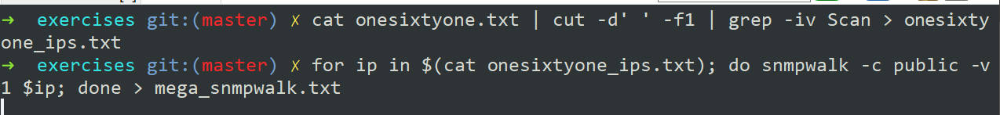 ➜  exercises git:(master) ✗ cat onesixtyone.txt | cut -d' ' -f1 | grep -iv Scan > onesixty
one_ips.txt
➜  exercises git:(master) ✗ for ip in $(cat onesixtyone_ips.txt); do snmpwalk -c public -v
1 $ip; done > mega_snmpwalk.txt